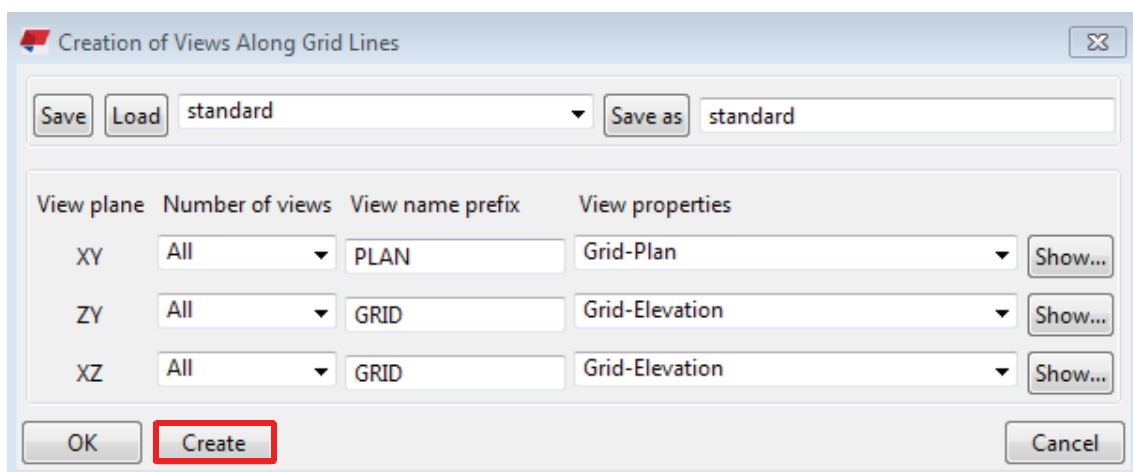 Creation of Views Along Grid Lines
Save Load standard Save as standard
View plane Number of views View name prefix View properties
XY All PLAN Grid-Plan Show...
ZY All GRID Grid-Elevation Show...
XZ All GRID Grid-Elevation Show...
OK Create Cancel